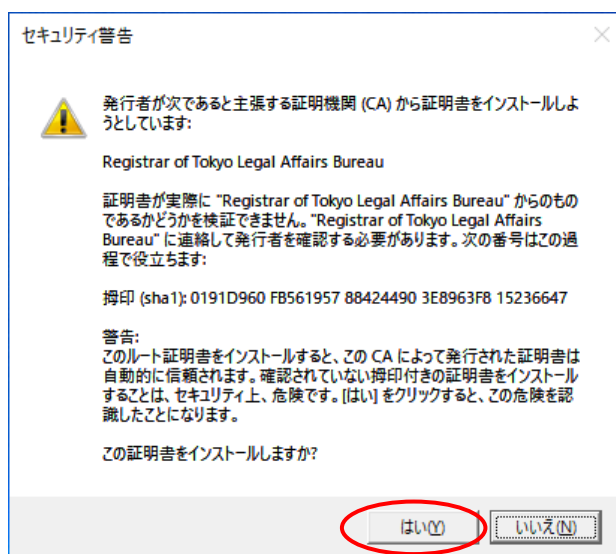 セキュリティ警告
発行者が次であると主張する証明機関 (CA) から証明書をインストールしよ
うとしています:
Registrar of Tokyo Legal Affairs Bureau
証明書が実際に "Registrar of Tokyo Legal Affairs Bureau" からのもの
であるかどうかを検証できません。"Registrar of Tokyo Legal Affairs
Bureau" に連絡して発行者を確認する必要があります。次の番号はこの過
程で役立ちます:
拇印 (sha1): 0191D960 FB561957 88424490 3E8963F8 15236647
警告:
このルート証明書をインストールすると、この CA によって発行された証明書は
自動的に信頼されます。確認されていない拇印付きの証明書をインストール
することは、セキュリティ上、危険です。[はい] をクリックすると、この危険を認
識したことになります。
この証明書をインストールしますか?
はい(Y)
いいえ(N)